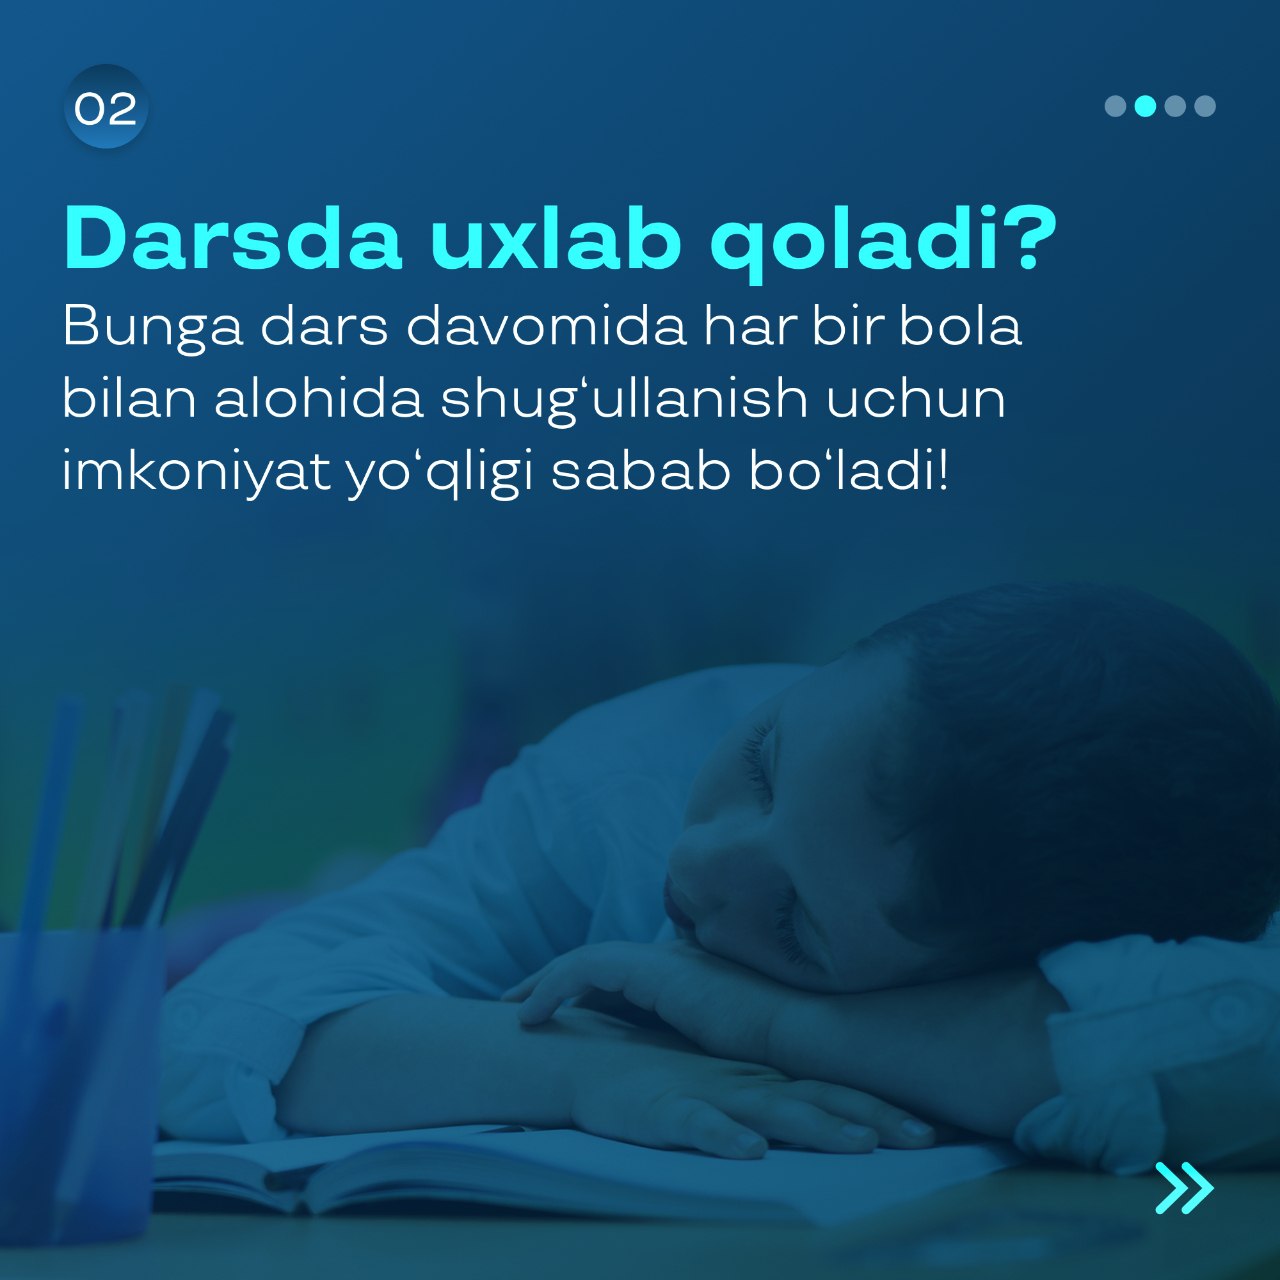 02
Darsda uxlab qoladi?
Bunga dars davomida har bir bola
bilan alohida shug‘ullanish uchun
imkoniyat yo‘qligi sabab bo‘ladi!